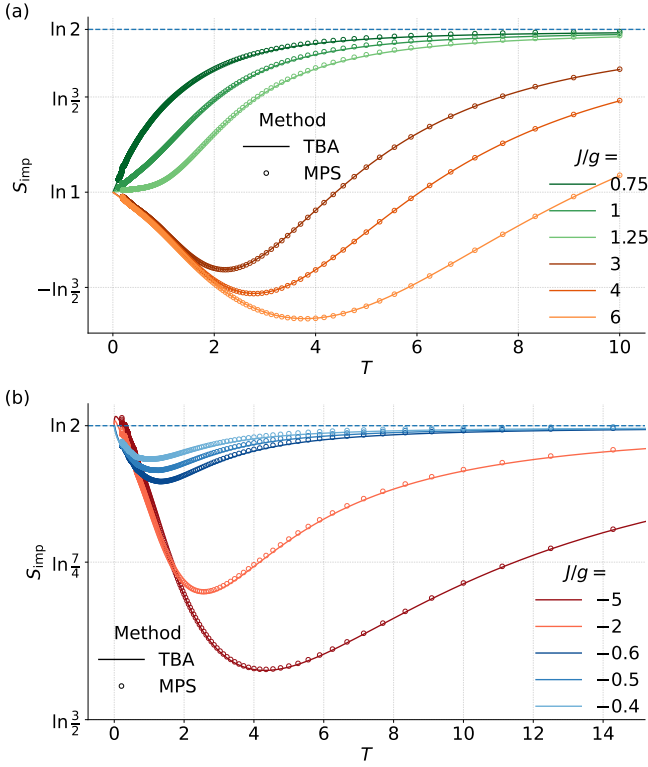 (a)
ln 2
ln 3/2
ln 1
−ln 3/2
S_imp
Method
TBA
MPS
J/g =
0.75
1
1.25
3
4
6
0 2 4 6 8 10
T
(b)
ln 2
ln 7/4
ln 3/2
S_imp
Method
TBA
MPS
J/g =
−5
−2
−0.6
−0.5
−0.4
0 2 4 6 8 10 12 14
T